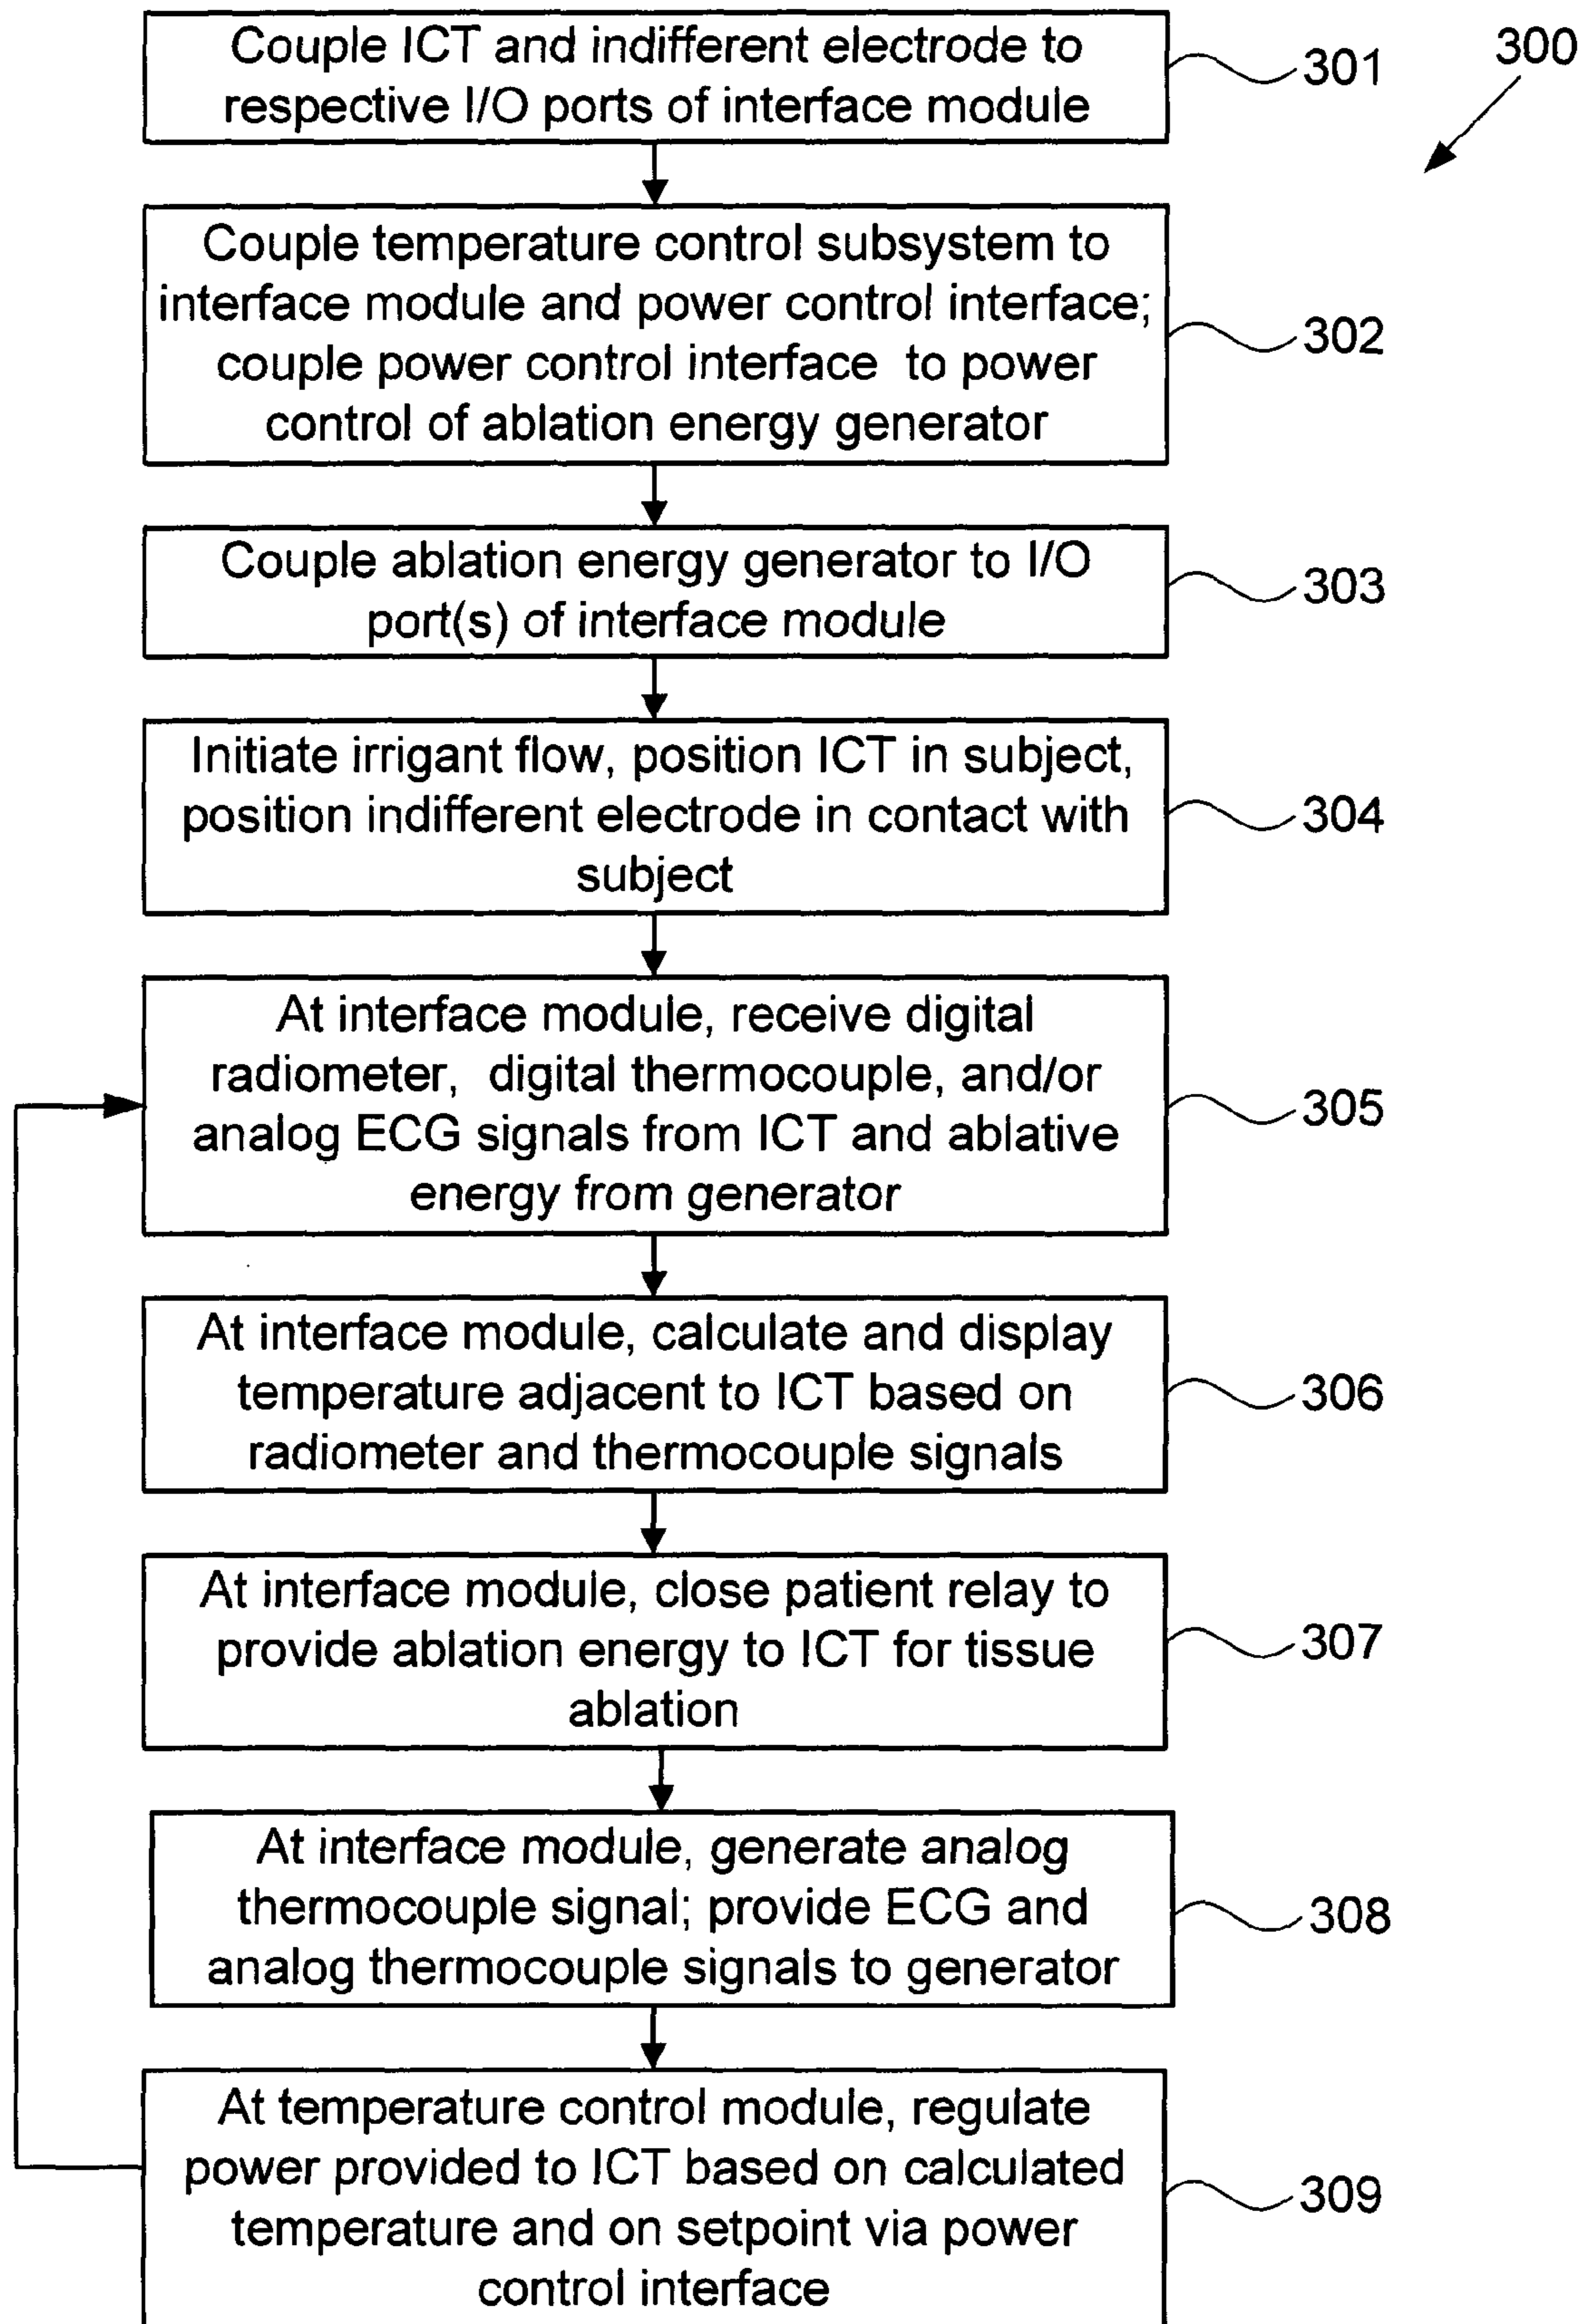 Couple ICT and indifferent electrode to
respective I/O ports of interface module
301
300
Couple temperature control subsystem to
interface module and power control interface;
couple power control interface to power
control of ablation energy generator
302
Couple ablation energy generator to I/O
port(s) of interface module
303
Initiate irrigant flow, position ICT in subject,
position indifferent electrode in contact with
subject
304
At interface module, receive digital
radiometer, digital thermocouple, and/or
analog ECG signals from ICT and ablative
energy from generator
305
At interface module, calculate and display
temperature adjacent to ICT based on
radiometer and thermocouple signals
306
At interface module, close patient relay to
provide ablation energy to ICT for tissue
ablation
307
At interface module, generate analog
thermocouple signal; provide ECG and
analog thermocouple signals to generator
308
At temperature control module, regulate
power provided to ICT based on calculated
temperature and on setpoint via power
control interface
309